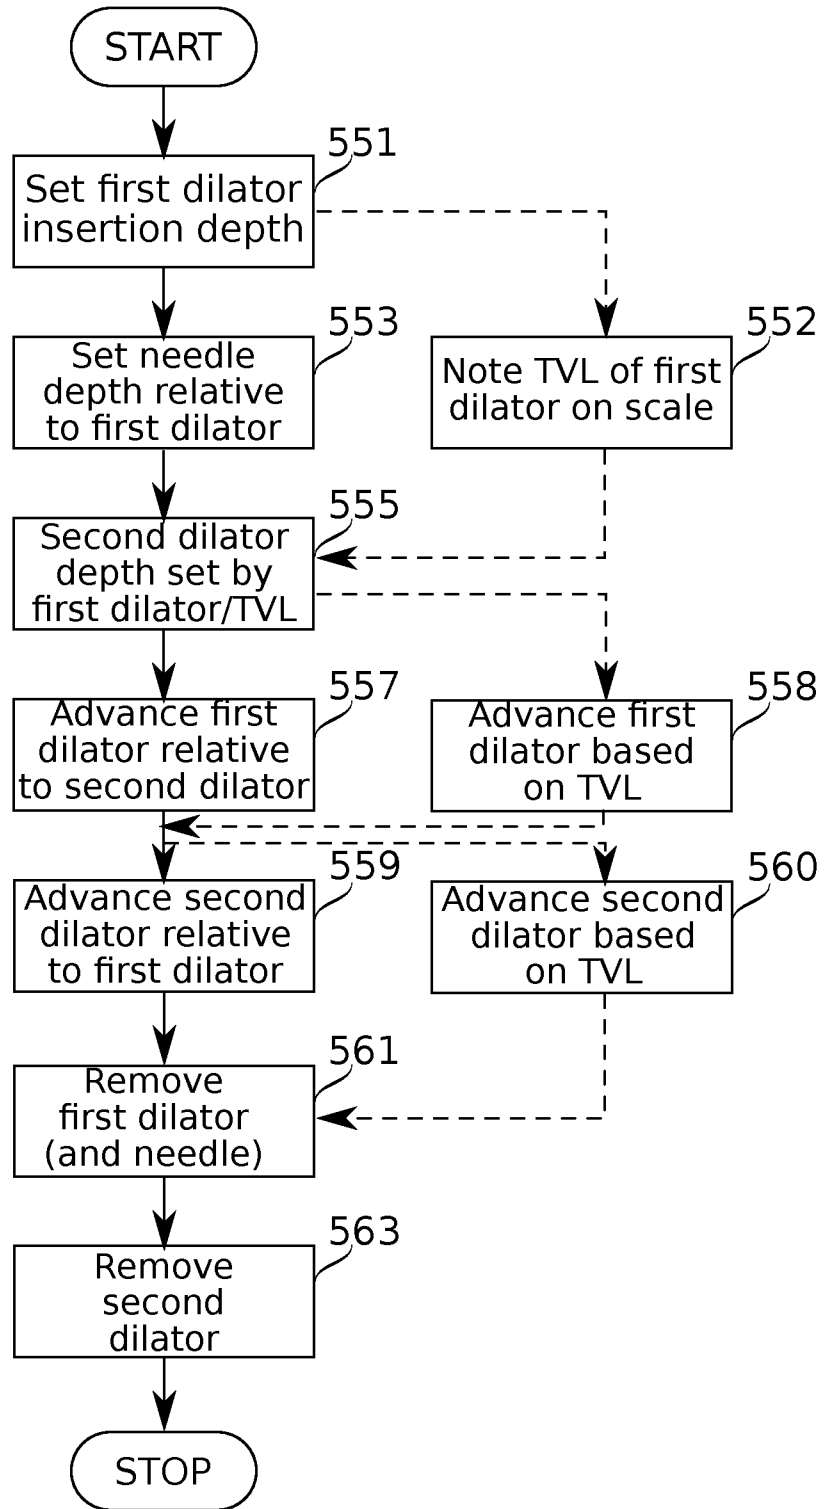 START
551
Set first dilator
insertion depth
553
Set needle
depth relative
to first dilator
552
Note TVL of first
dilator on scale
555
Second dilator
depth set by
first dilator/TVL
557
Advance first
dilator relative
to second dilator
558
Advance first
dilator based
on TVL
559
Advance second
dilator relative
to first dilator
560
Advance second
dilator based
on TVL
561
Remove
first dilator
(and needle)
563
Remove
second
dilator
STOP